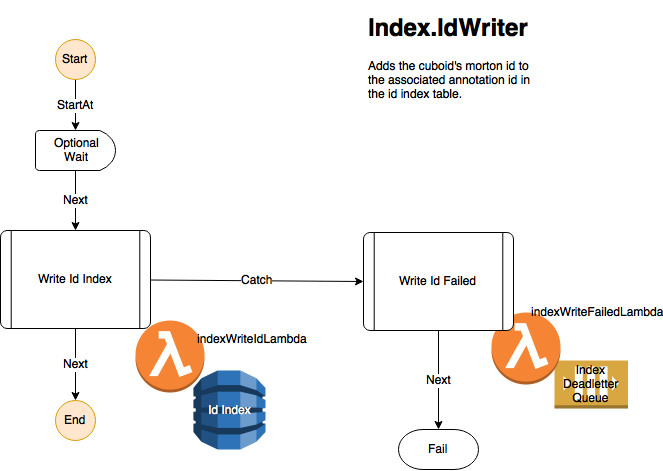 Index.IdWriter
Adds the cuboid's morton id to
the associated annotation id in
the id index table.
Start
StartAt
Optional
Wait
Next
Write Id Index
Catch
Write Id Failed
indexWriteFailedLambda
indexWriteIdLambda
Next
Next
Index
Deadletter
Queue
Id Index
End
Fail